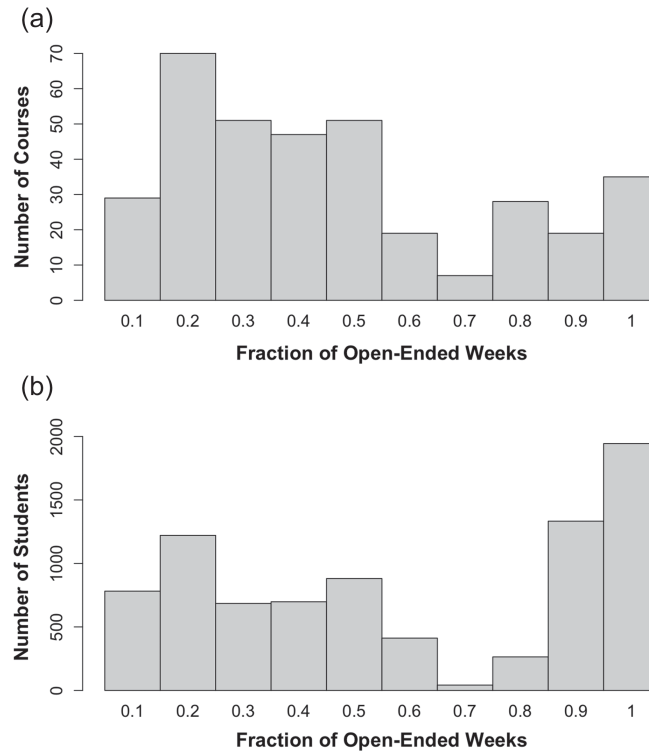 (a)
Number of Courses
70
60
50
40
30
20
10
0
0.1 0.2 0.3 0.4 0.5 0.6 0.7 0.8 0.9 1
Fraction of Open-Ended Weeks
(b)
Number of Students
2000
1500
1000
500
0
0.1 0.2 0.3 0.4 0.5 0.6 0.7 0.8 0.9 1
Fraction of Open-Ended Weeks